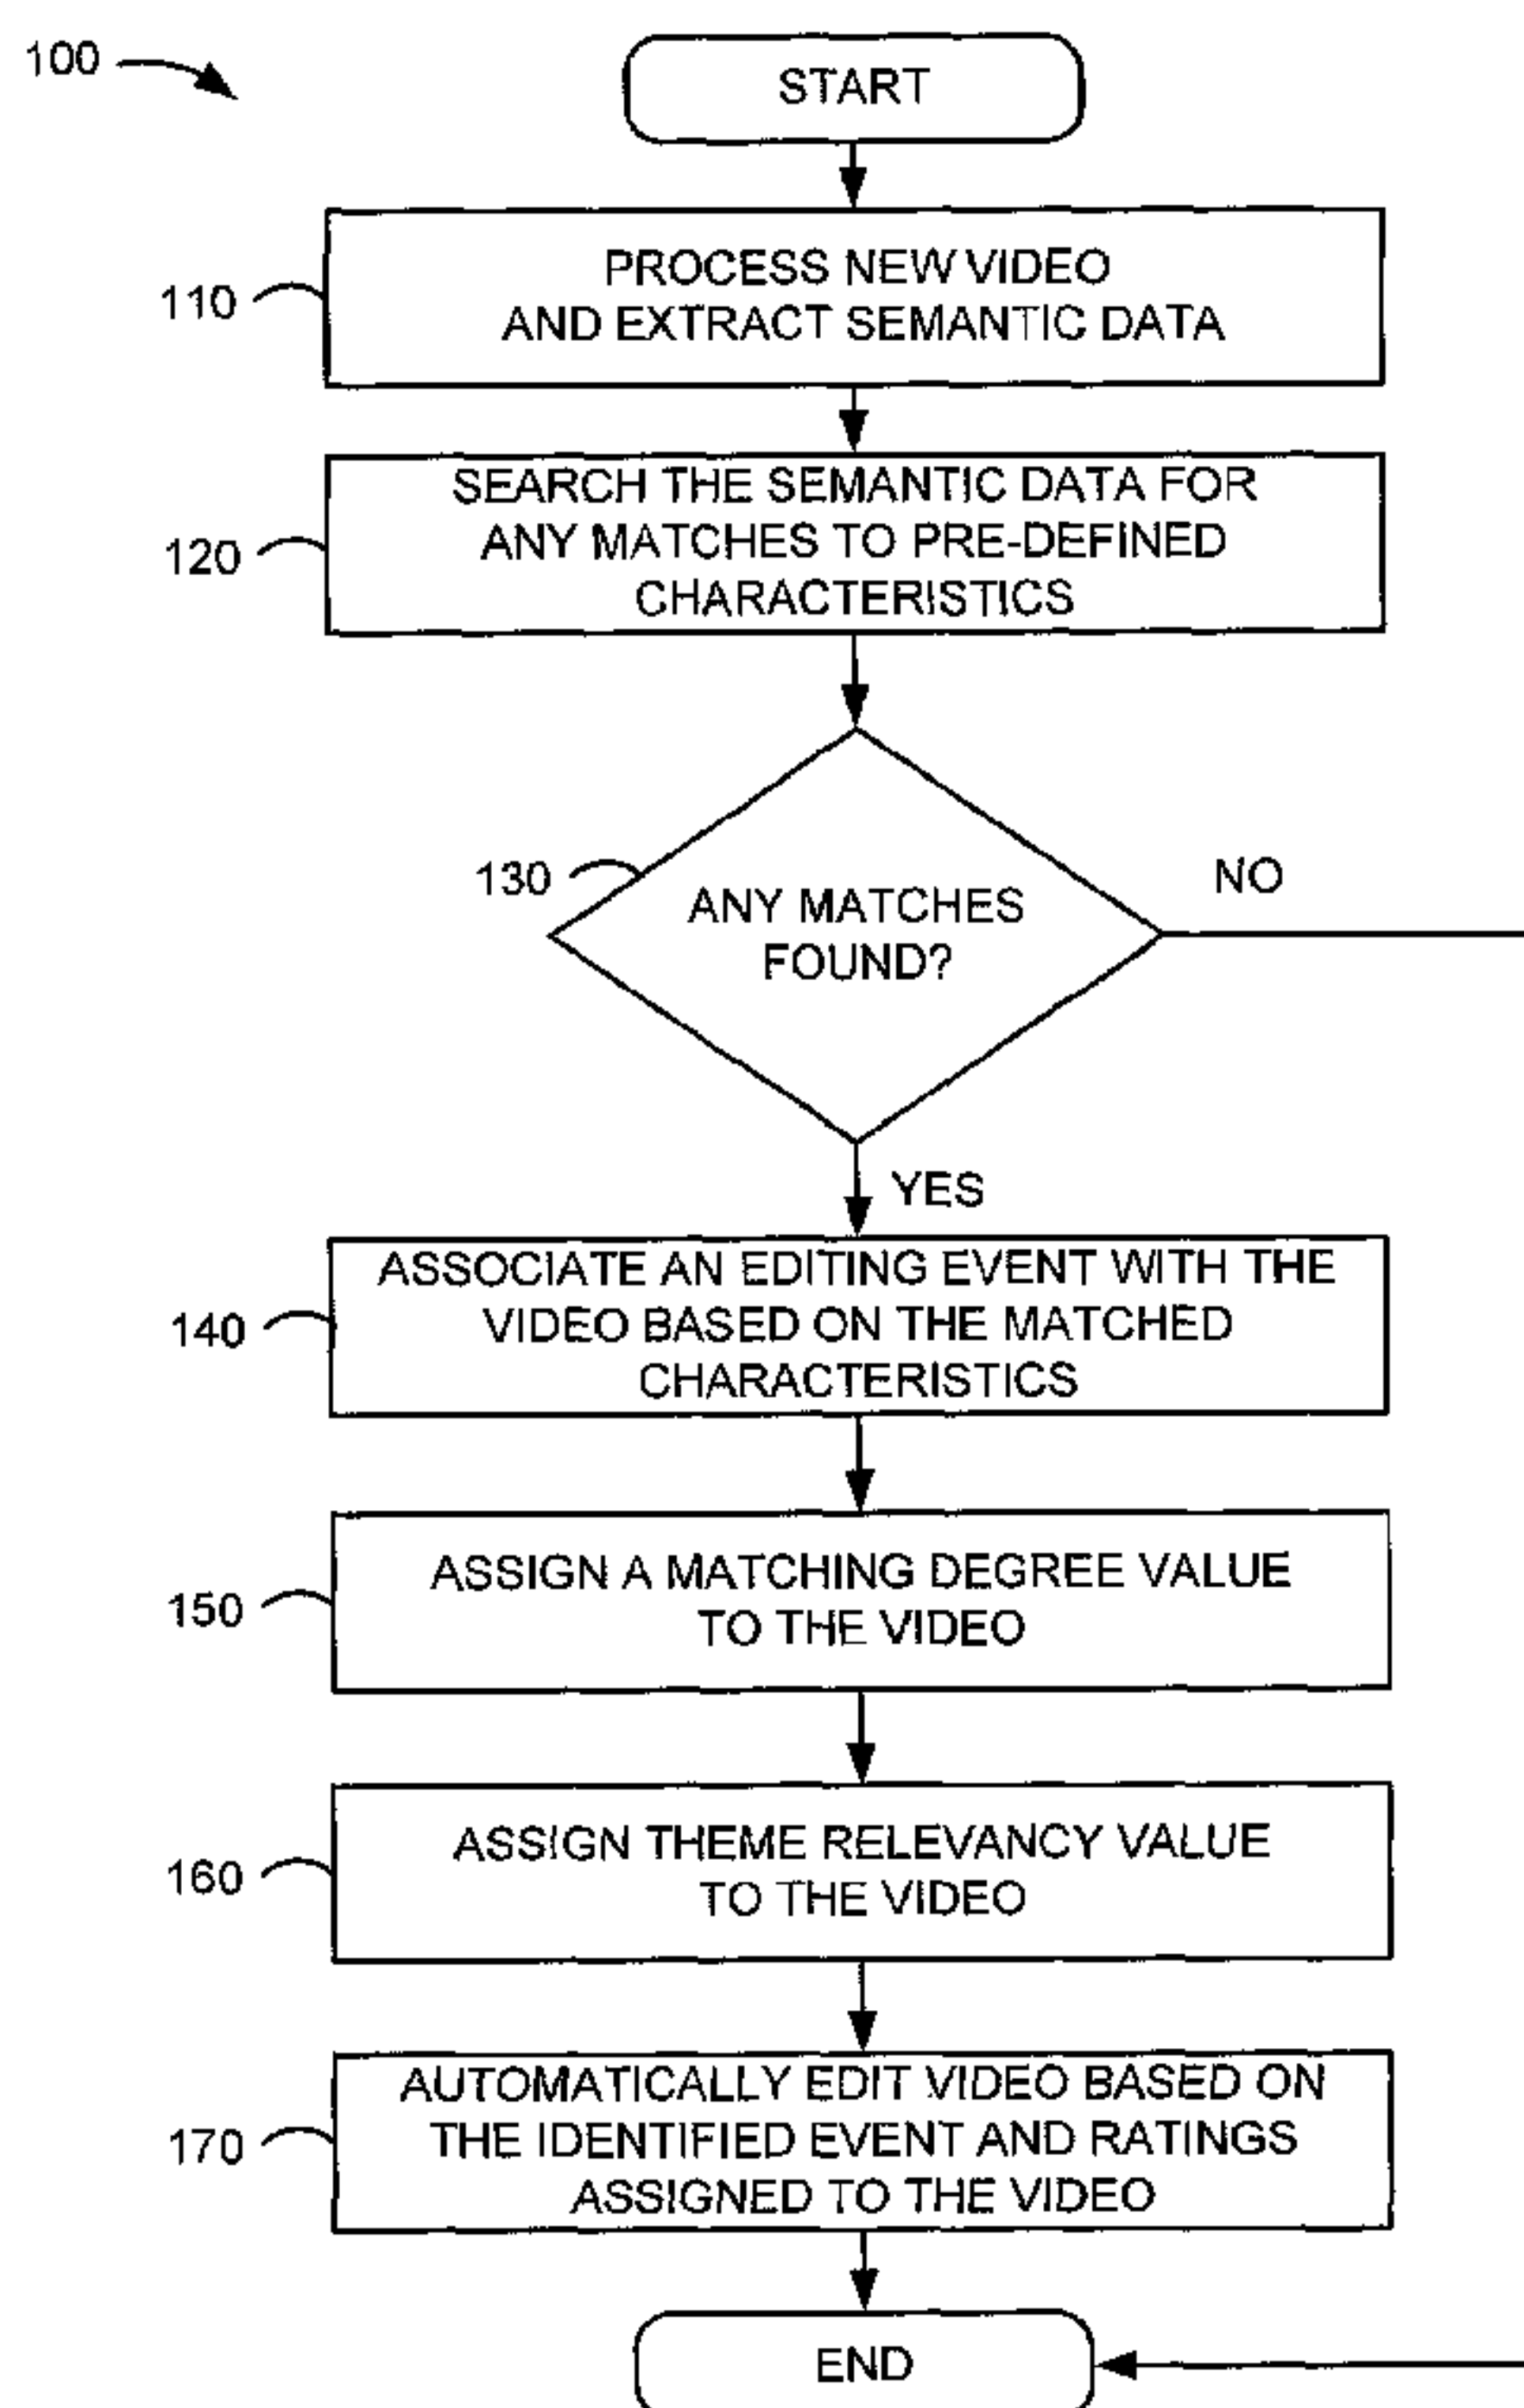 100
START
110
PROCESS NEW VIDEO
AND EXTRACT SEMANTIC DATA
120
SEARCH THE SEMANTIC DATA FOR
ANY MATCHES TO PRE-DEFINED
CHARACTERISTICS
130
ANY MATCHES
FOUND?
NO
YES
140
ASSOCIATE AN EDITING EVENT WITH THE
VIDEO BASED ON THE MATCHED
CHARACTERISTICS
150
ASSIGN A MATCHING DEGREE VALUE
TO THE VIDEO
160
ASSIGN THEME RELEVANCY VALUE
TO THE VIDEO
170
AUTOMATICALLY EDIT VIDEO BASED ON
THE IDENTIFIED EVENT AND RATINGS
ASSIGNED TO THE VIDEO
END